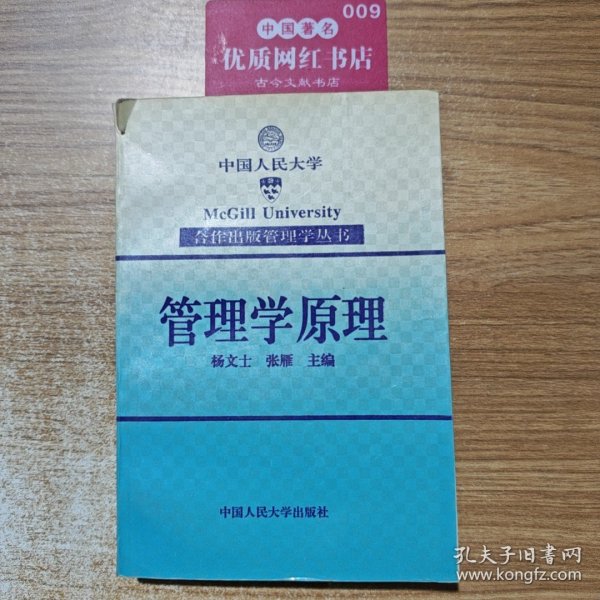 009
中国著名
优质网红书店
古今文献书店
中国人民大学
McGill University
合作出版管理学丛书
管理学原理
杨文士 张雁 主编
中国人民大学出版社
孔夫子旧书网
www.kongfz.com